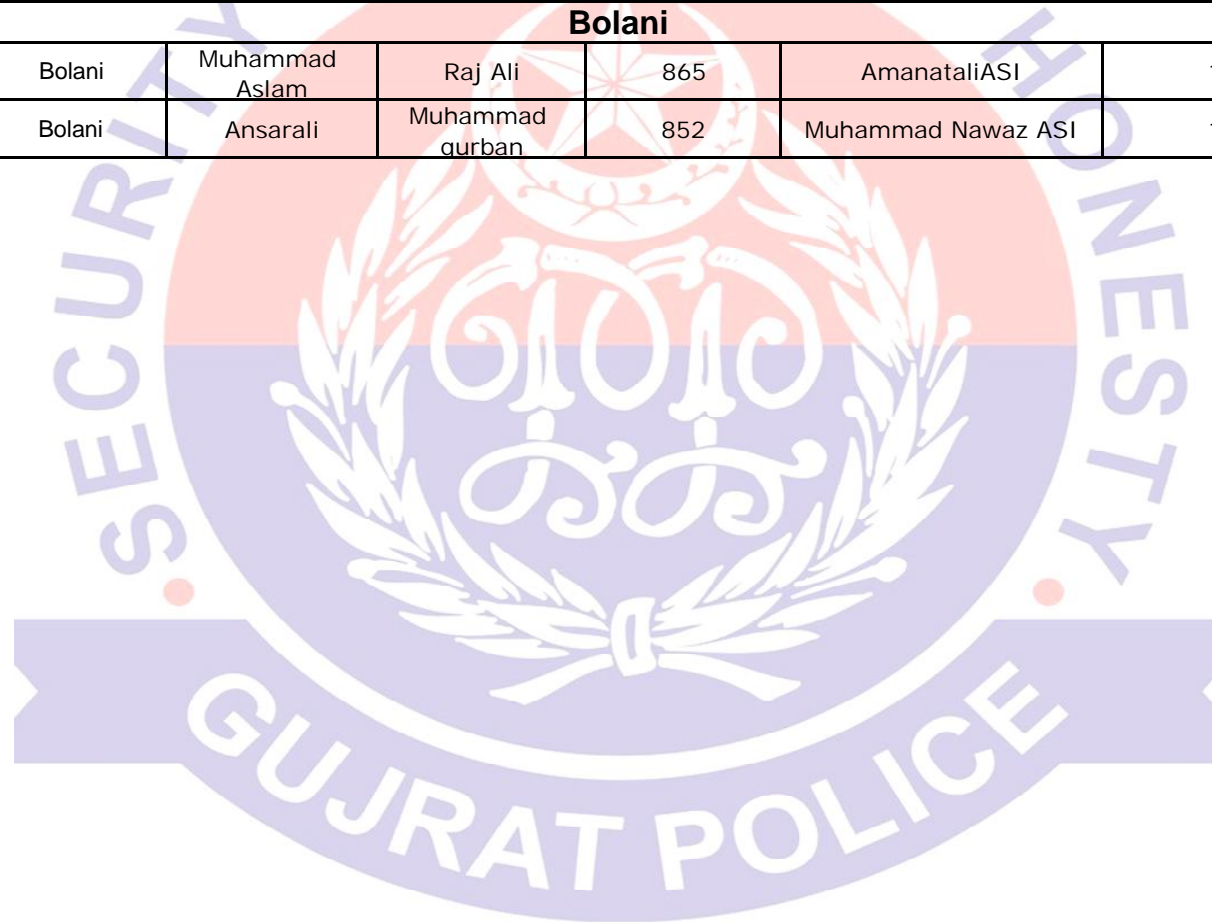 Bolani
Bolani Muhammad Aslam Raj Ali 865 AmanataliASI
Bolani Ansarali Muhammad qurban 852 Muhammad Nawaz ASI
SECURITY
HONESTY
GUJRAT POLICE